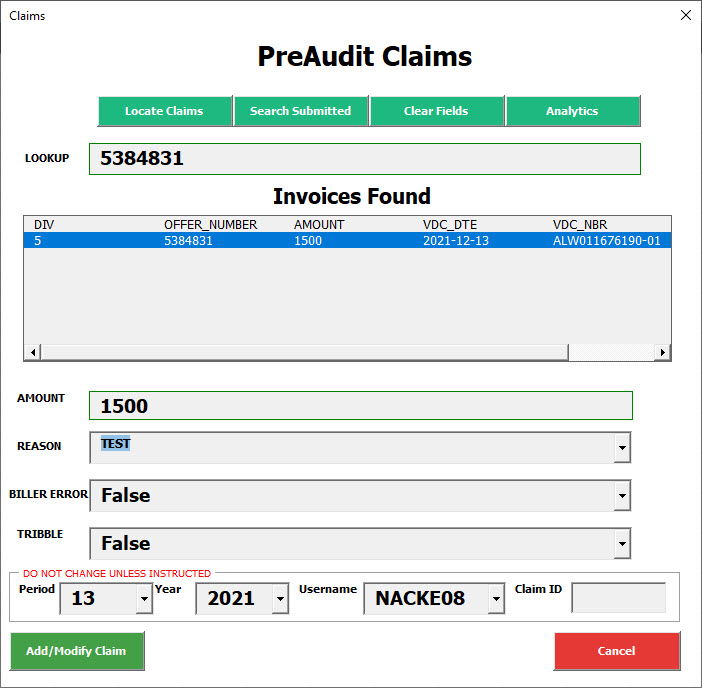 Claims
PreAudit Claims
Locate Claims Search Submitted Clear Fields Analytics
LOOKUP 5384831
Invoices Found
DIV OFFER_NUMBER AMOUNT VDC_DTE VDC_NBR
5 5384831 1500 2021-12-13 ALW011676190-01
AMOUNT 1500
REASON TEST
BILLER ERROR False
TRIBBLE False
DO NOT CHANGE UNLESS INSTRUCTED
Period 13 Year 2021 Username NACKE08 Claim ID
Add/Modify Claim Cancel